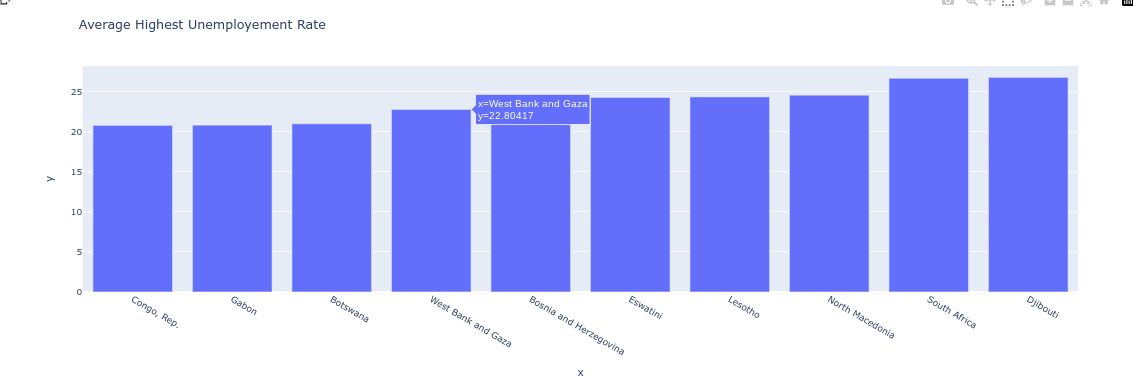 Average Highest Unemployement Rate
25
20
15
10
5
0
y
x=West Bank and Gaza
y=22.80417
Congo, Rep.
Gabon
Botswana
West Bank and Gaza
Bosnia and Herzegovina
Eswatini
Lesotho
North Macedonia
South Africa
Djibouti
x